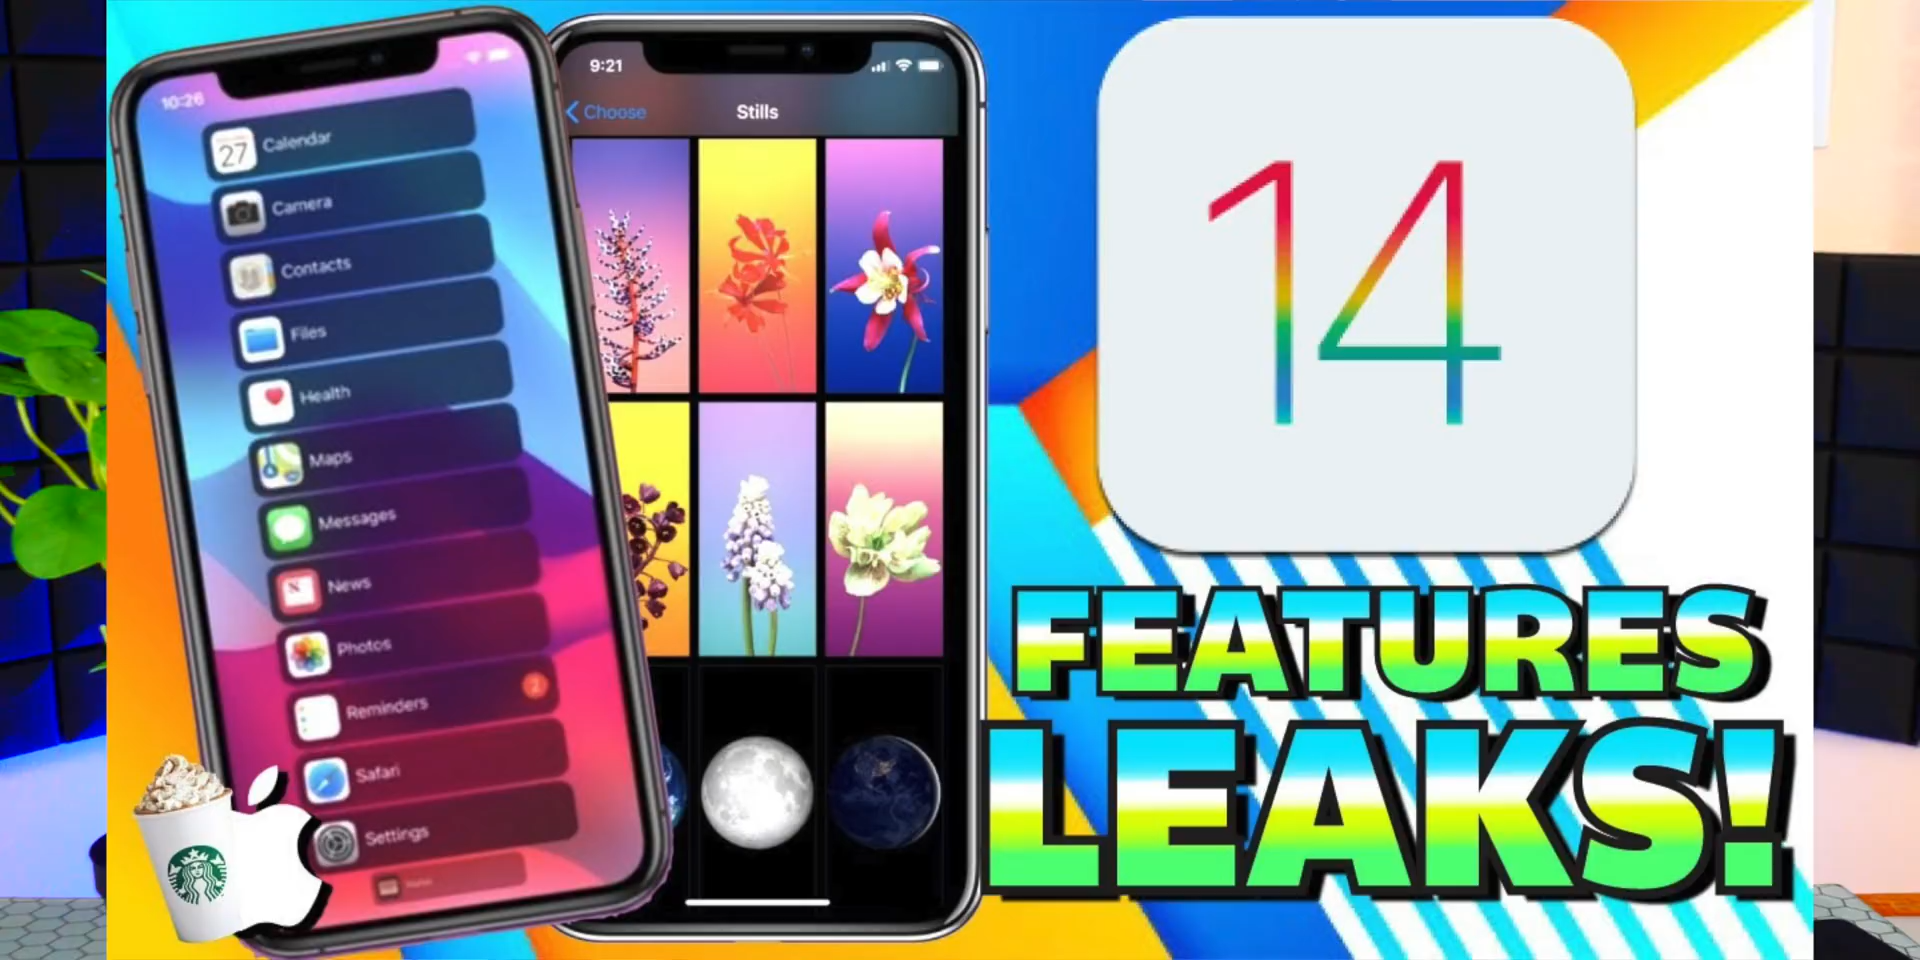 10:26
27
Calendar
Camera
Contacts
Files
Health
Maps
Messages
News
Photos
2
Reminders
Safari
Settings
9:21
Choose
Stills
14
FEATURES
LEAKS!